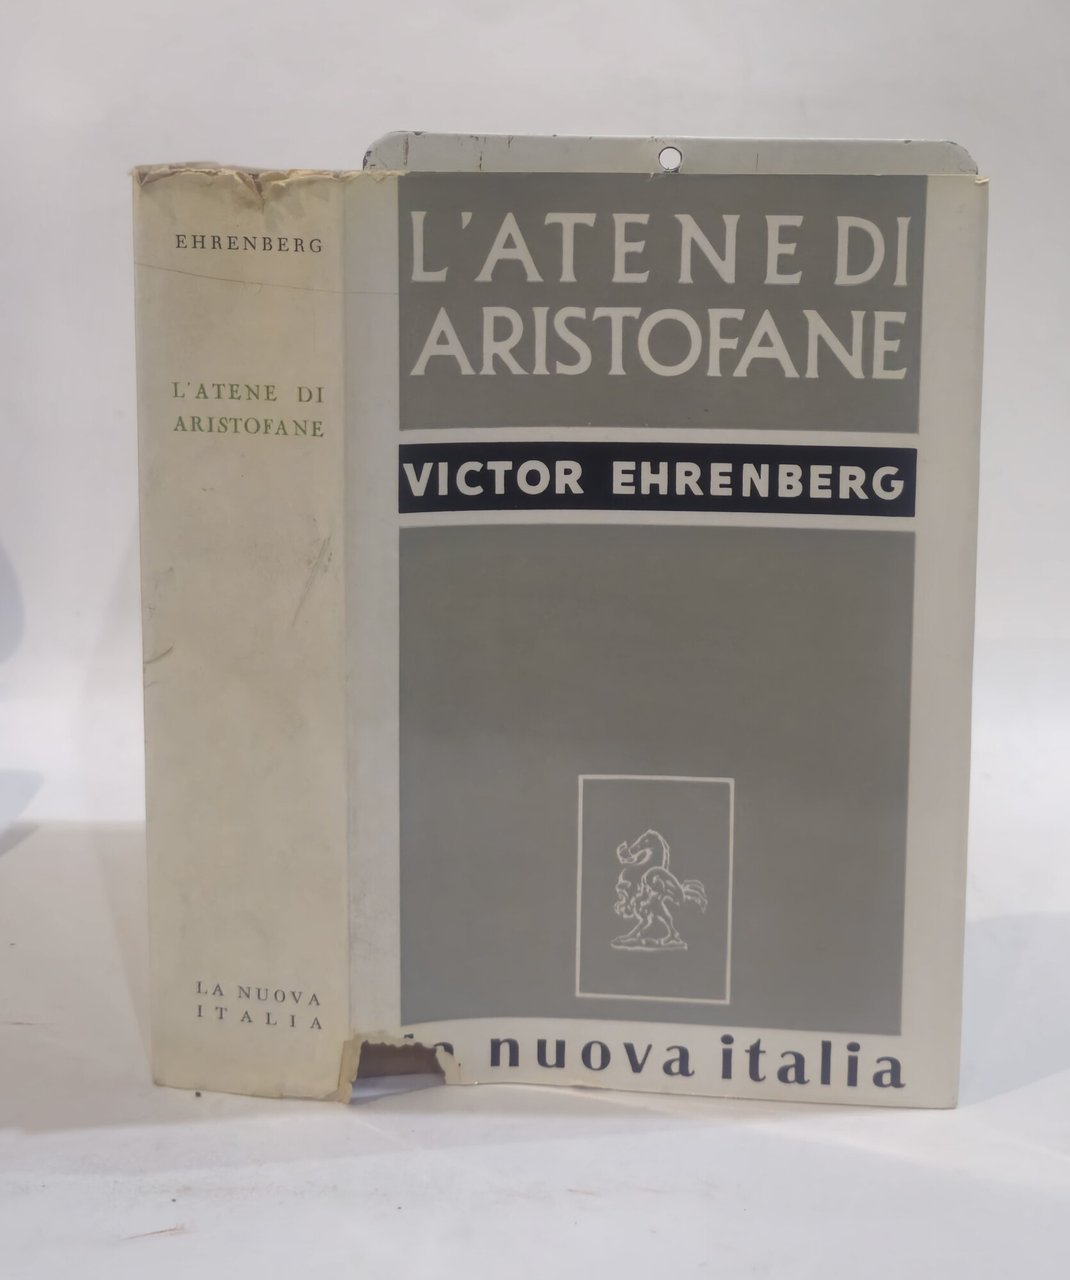 EHRENBERG
L'ATENE DI
ARISTOFANE
LA NUOVA
ITALIA
L'ATENE DI
ARISTOFANE
VICTOR EHRENBERG
nuova italia